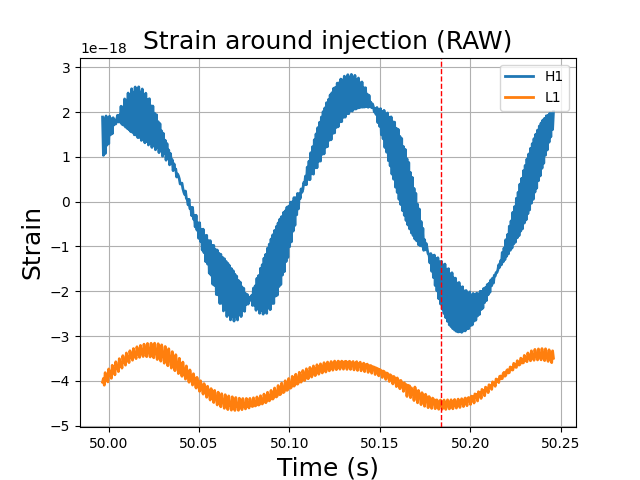 Strain around injection (RAW)
1e−18
H1
L1
3
2
1
0
−1
−2
−3
−4
−5
Strain
50.00 50.05 50.10 50.15 50.20 50.25
Time (s)